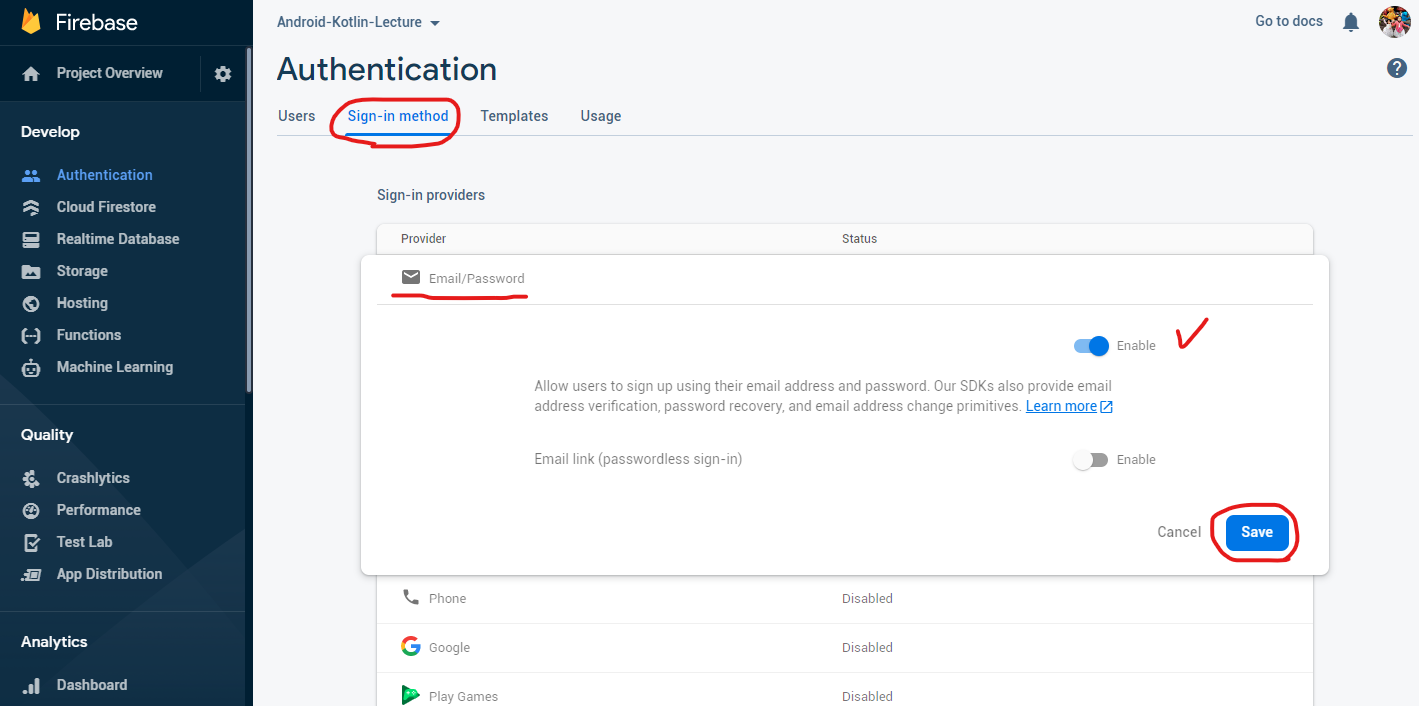 Firebase
Project Overview
Develop
Authentication
Cloud Firestore
Realtime Database
Storage
Hosting
Functions
Machine Learning
Quality
Crashlytics
Performance
Test Lab
App Distribution
Analytics
Dashboard
Android-Kotlin-Lecture
Go to docs
Authentication
Users Sign-in method Templates Usage
Sign-in providers
Provider Status
Email/Password
Enable
Allow users to sign up using their email address and password. Our SDKs also provide email
address verification, password recovery, and email address change primitives. Learn more
Email link (passwordless sign-in) Enable
Cancel Save
Phone Disabled
Google Disabled
Play Games Disabled